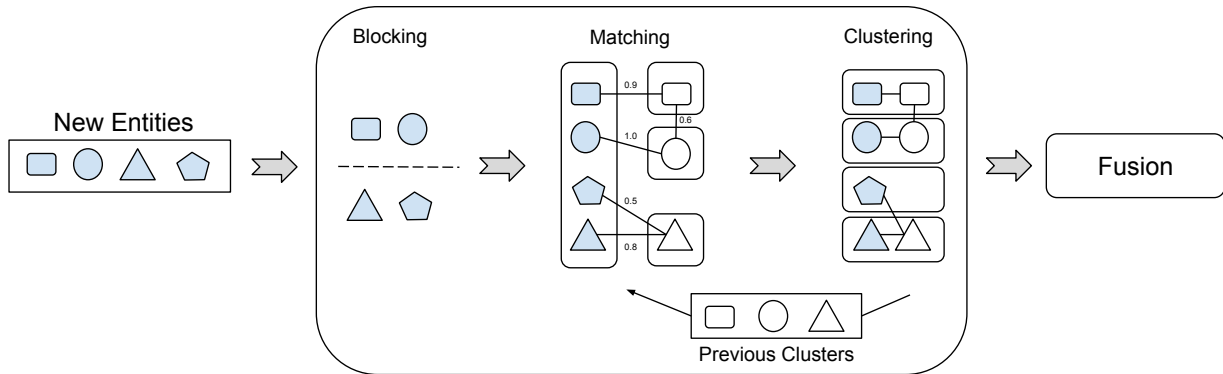 Blocking
Matching
Clustering
New Entities
0.9
0.6
1.0
0.5
0.8
Fusion
Previous Clusters